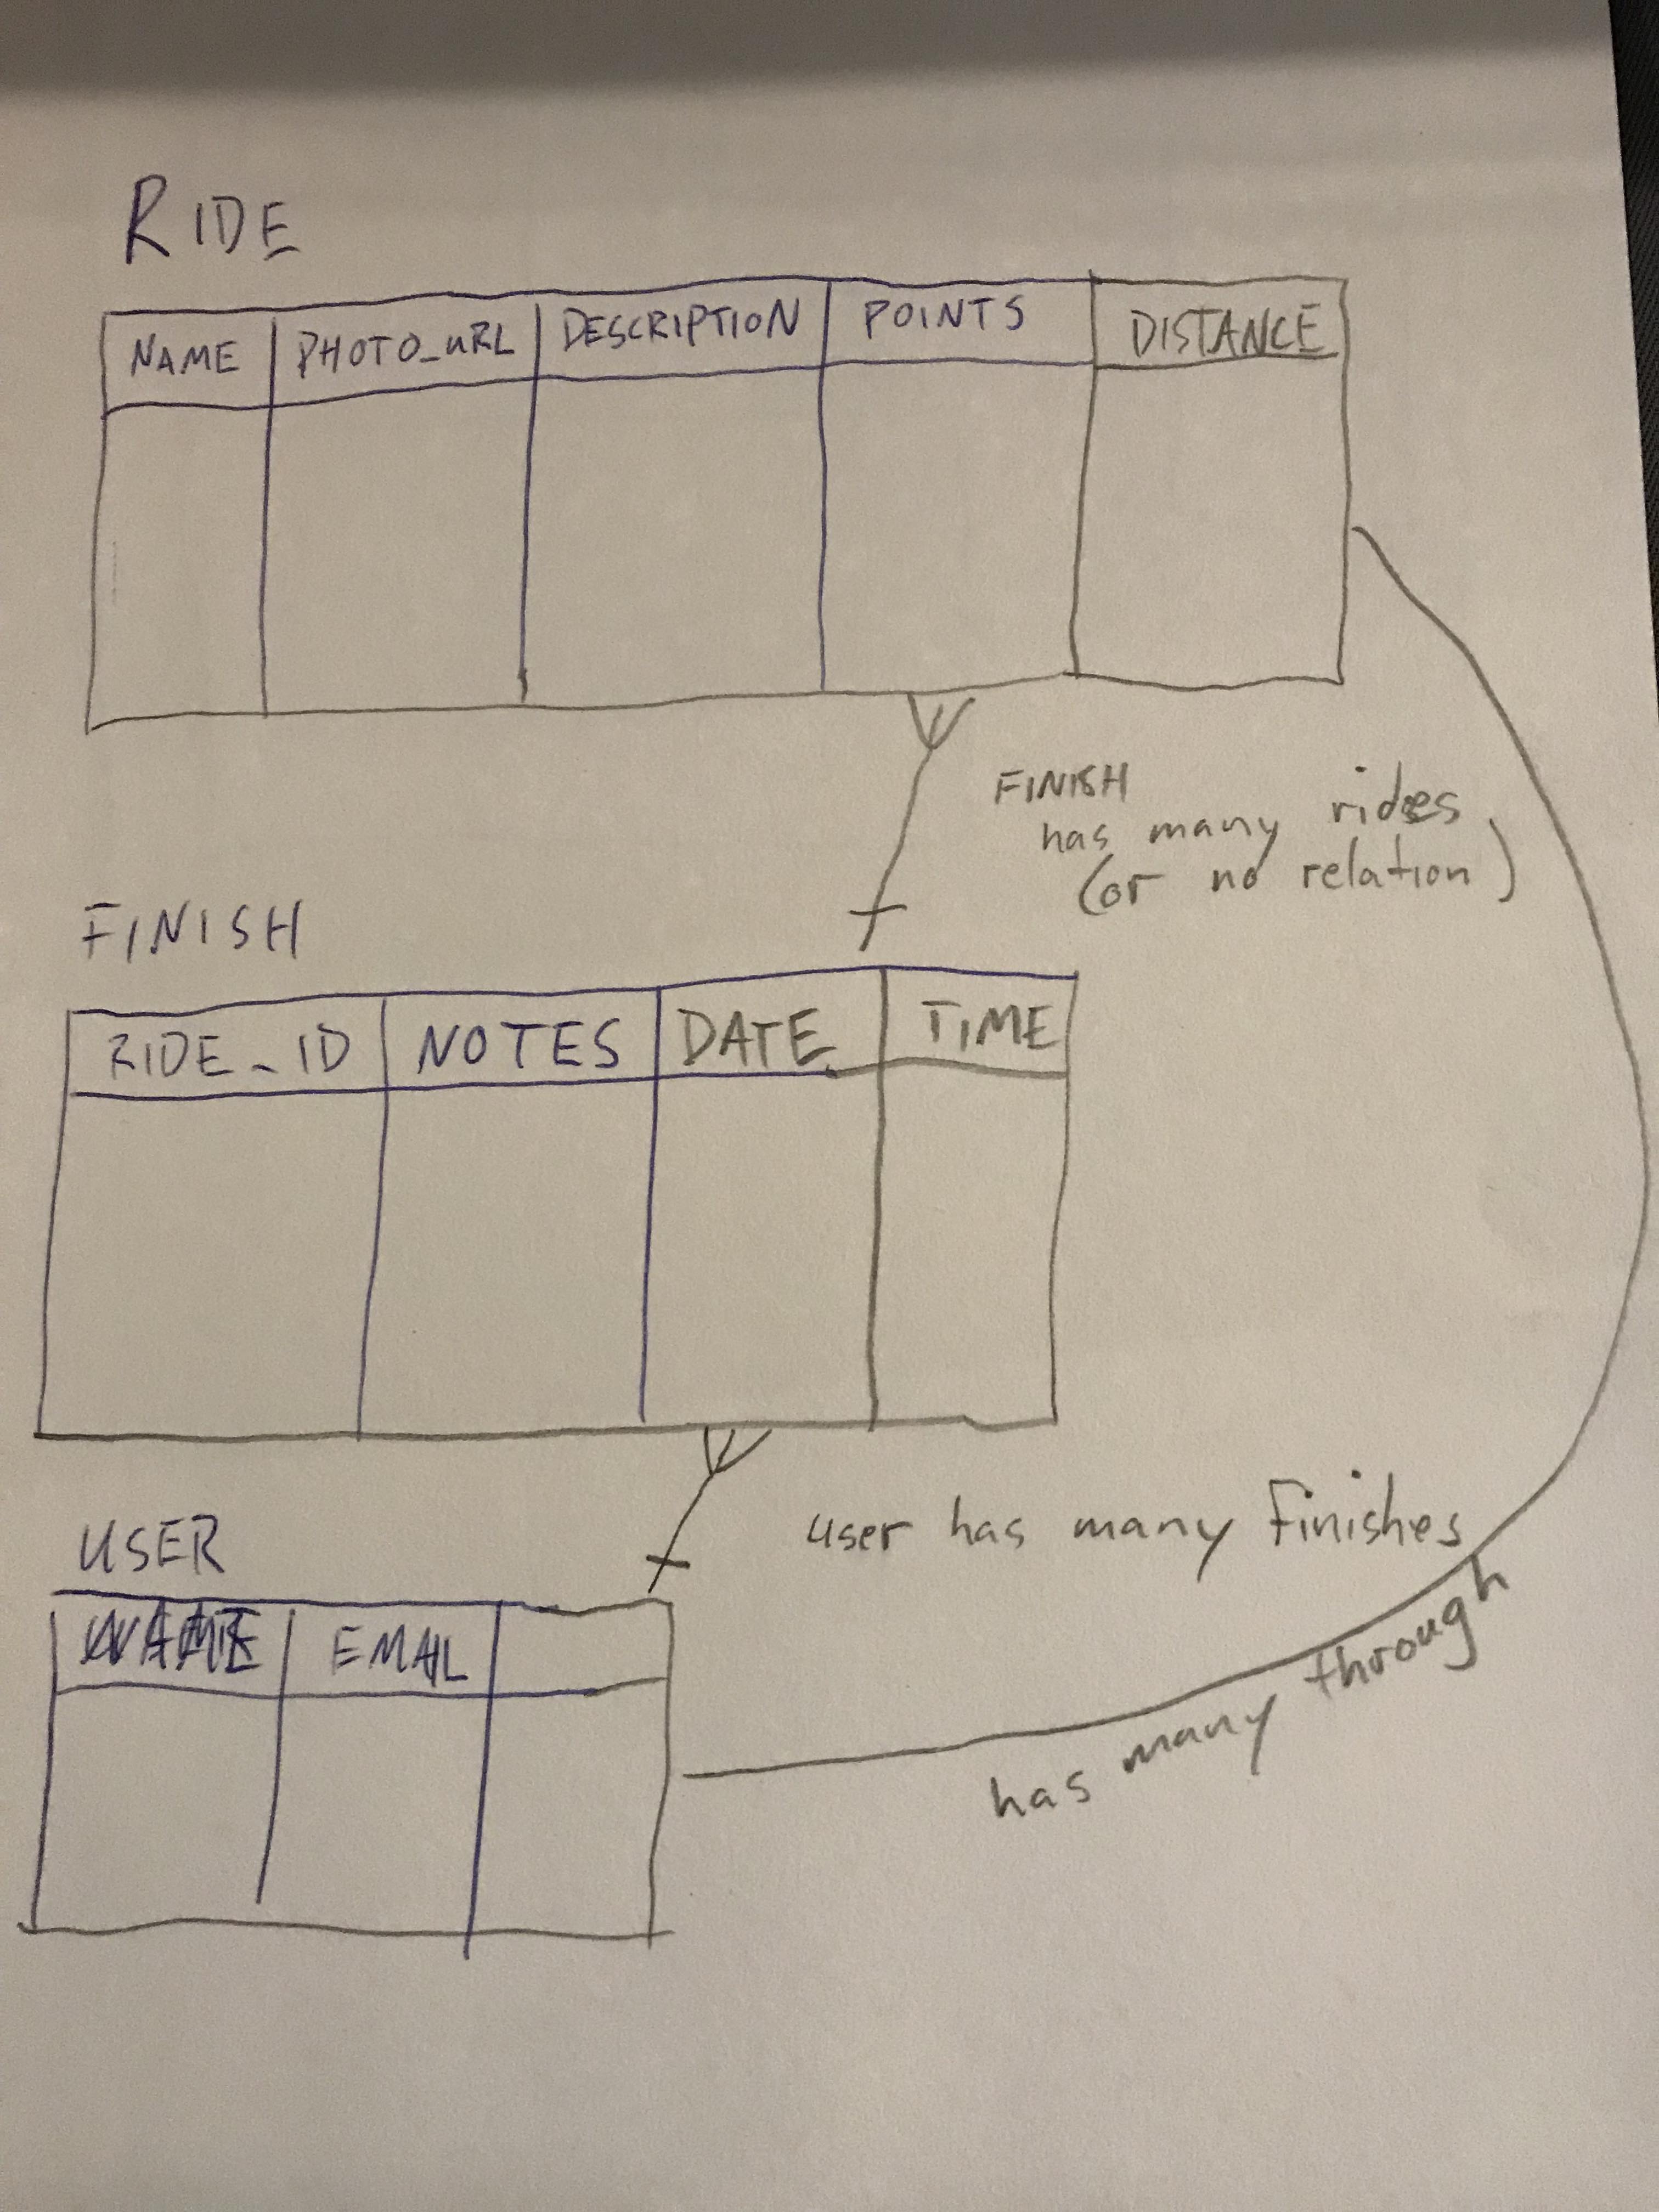 RIDE
NAME PHOTO_URL DESCRIPTION POINTS DISTANCE
FINISH
has many rides
(or no relation)
FINISH
RIDE_ID NOTES DATE TIME
user has many Finishes
USER
NAME EMAIL
has many through